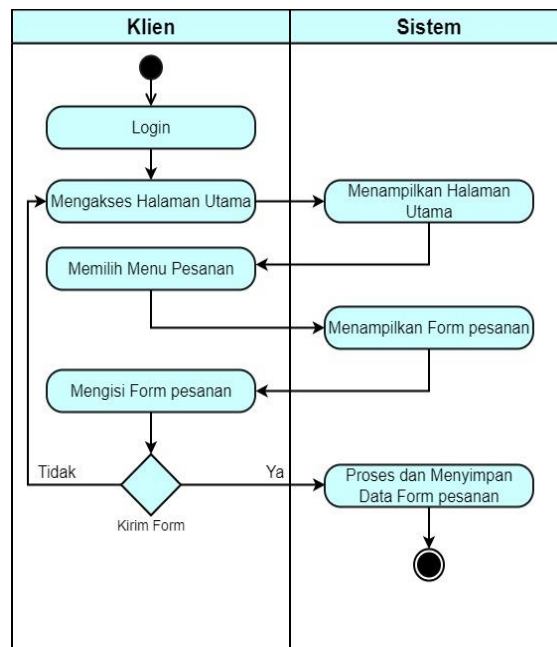 Klien
Sistem
Login
Mengakses Halaman Utama
Menampilkan Halaman
Utama
Memilih Menu Pesanan
Menampilkan Form pesanan
Mengisi Form pesanan
Tidak
Ya
Kirim Form
Proses dan Menyimpan
Data Form pesanan